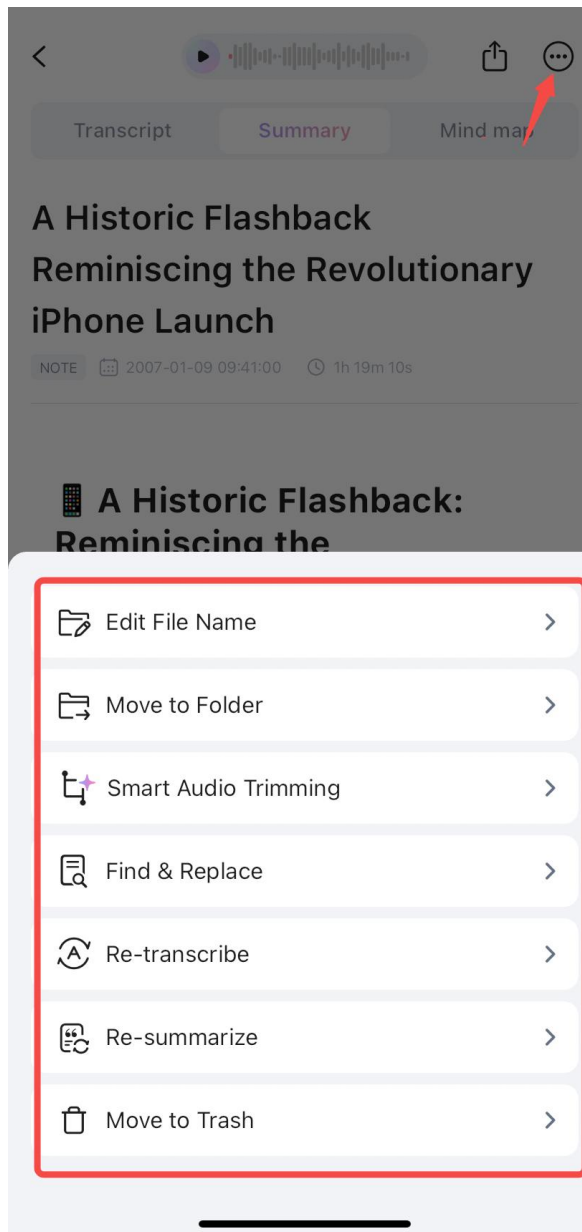 Transcript
Summary
Mind map
A Historic Flashback
Reminiscing the Revolutionary
iPhone Launch
NOTE 2007-01-09 09:41:00 1h 19m 10s
A Historic Flashback:
Reminiscing the
Edit File Name
Move to Folder
Smart Audio Trimming
Find & Replace
Re-transcribe
Re-summarize
Move to Trash